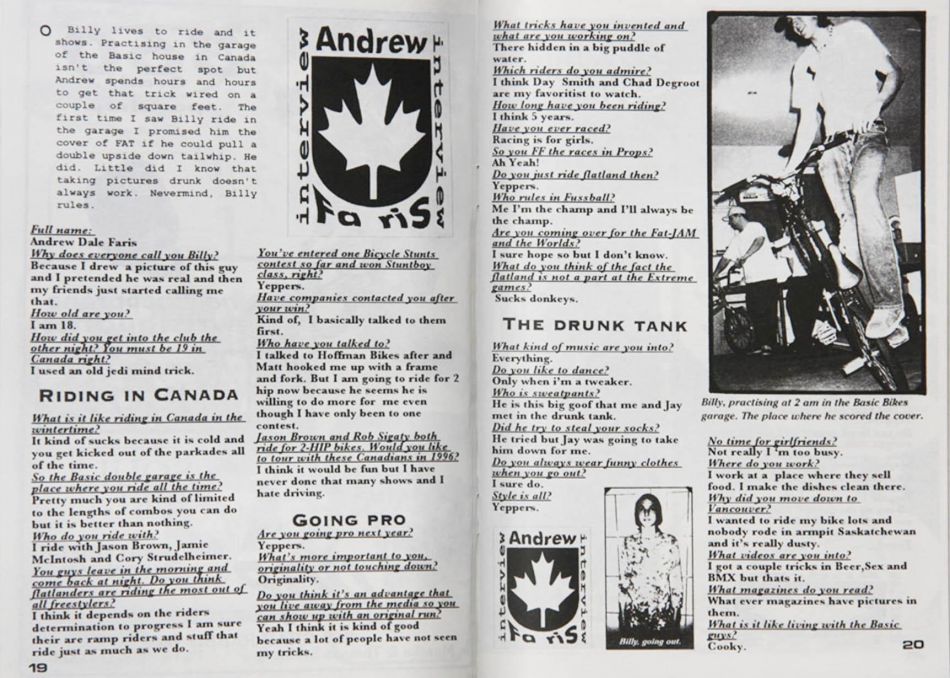 O Billy lives to ride and it
shows. Practising in the garage
of the Basic house in Canada
isn't the perfect spot but
Andrew spends hours and hours
to get that trick wired on a
couple of square feet. The
first time I saw Billy ride in
the garage I promised him the
cover of FAT if he could pull a
double upside down tailwhip. He
did. Little did I know that
taking pictures drunk doesn't
always work. Nevermind, Billy
rules.
Andrew
interview
interview
Fa riS
Full name:
Andrew Dale Faris
Why does everyone call you Billy?
Because I drew a picture of this guy
and I pretended he was real and then
my friends just started calling me
that.
How old are you?
I am 18.
How did you get into the club the
other night? You must be 19 in
Canada right?
I used an old jedi mind trick.
RIDING IN CANADA
What is it like riding in Canada in the
wintertime?
It kind of sucks because it is cold and
you get kicked out of the parkades all
of the time.
So the Basic double garage is the
place where you ride all the time?
Pretty much you are kind of limited
to the lengths of combos you can do
but it is better than nothing.
Who do you ride with?
I ride with Jason Brown, Jamie
McIntosh and Cory Strudelheimer.
You guys leave in the morning and
come back at night. Do you think
flatlanders are riding the most out of
all freestylers?
I think it depends on the riders
determination to progress I am sure
their are ramp riders and stuff that
ride just as much as we do.
19
You've entered one Bicycle Stunts
contest so far and won Stuntboy
class, right?
Yeppers.
Have companies contacted you after
your win?
Kind of, I basically talked to them
first.
Who have you talked to?
I talked to Hoffman Bikes after and
Matt hooked me up with a frame
and fork. But I am going to ride for 2
hip now because he seems he is
willing to do more for me even
though I have only been to one
contest.
Jason Brown and Rob Sigaty both
ride for 2-HIP bikes. Would you like
to tour with these Canadians in 1996?
I think it would be fun but I have
never done that many shows and I
hate driving.
GOING PRO
Are you going pro next year?
Yeppers.
What's more important to you,
originality or not touching down?
Originality.
Do you think it's an advantage that
you live away from the media so you
can show up with an original run?
Yeah I think it is kind of good
because a lot of people have not seen
my tricks.
What tricks have you invented and
what are you working on?
There hidden in a big puddle of
water.
Which riders do you admire?
I think Day Smith and Chad Degroot
are my favoritist to watch.
How long have you been riding?
I think 5 years.
Have you ever raced?
Racing is for girls.
So you FF the races in Props?
Ah Yeah!
Do you just ride flatland then?
Yeppers.
Who rules in Fussball?
Me I'm the champ and I'll always be
the champ.
Are you coming over for the Fat-JAM
and the Worlds?
I sure hope so but I don't know.
What do you think of the fact the
flatland is not a part at the Extreme
games?
Sucks donkeys.
THE DRUNK TANK
What kind of music are you into?
Everything.
Do you like to dance?
Only when i'm a tweaker.
Who is sweatpants?
He is this big goof that me and Jay
met in the drunk tank.
Did he try to steal your socks?
He tried but Jay was going to take
him down for me.
Do you always wear funny clothes
when you go out?
I sure do.
Style is all?
Yeppers.
Andrew
interview
interview
Fa riS
Billy, going out.
Billy, practising at 2 am in the Basic Bikes
garage. The place where he scored the cover.
No time for girlfriends?
Not really I 'm too busy.
Where do you work?
I work at a place where they sell
food. I make the dishes clean there.
Why did you move down to
Vancouver?
I wanted to ride my bike lots and
nobody rode in armpit Saskatchewan
and it's really dusty.
What videos are you into?
I got a couple tricks in Beer,Sex and
BMX but thats it.
What magazines do you read?
What ever magazines have pictures in
them.
What is it like living with the Basic
guys?
Cooky.
20